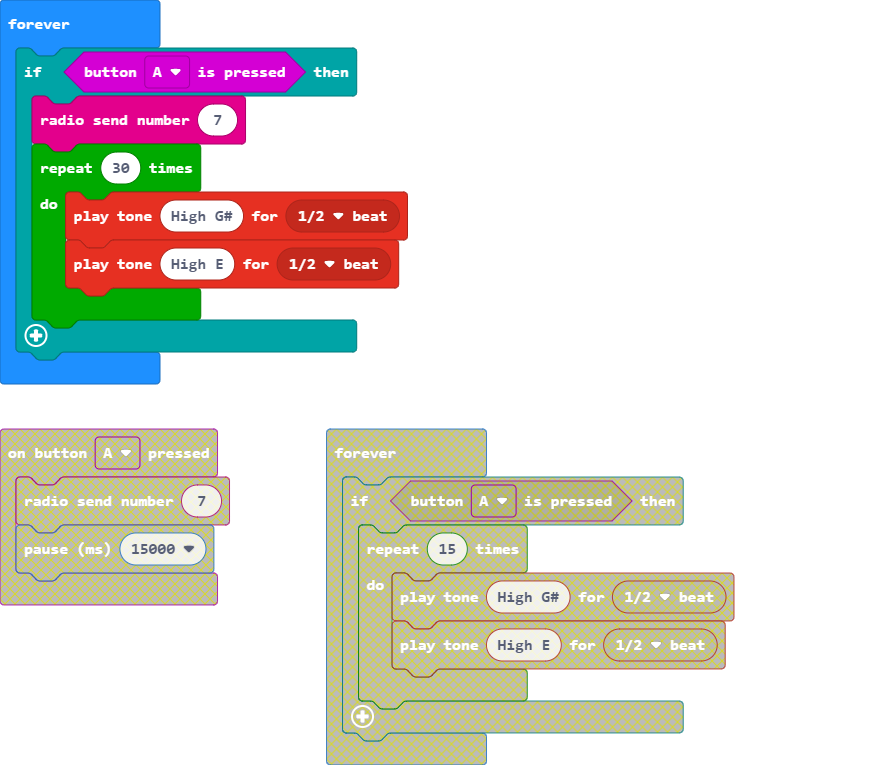 forever
if button A is pressed then
radio send number 7
repeat 30 times
do
play tone High G# for 1/2 beat
play tone High E for 1/2 beat
on button A pressed
radio send number 7
pause (ms) 15000
forever
if button A is pressed then
repeat 15 times
do
play tone High G# for 1/2 beat
play tone High E for 1/2 beat